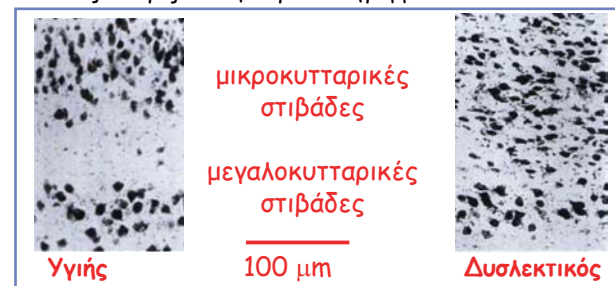 μικροκυτταρικές
στιβάδες
μεγαλοκυτταρικές
στιβάδες
Υγιής 100 μm Δυσλεκτικός